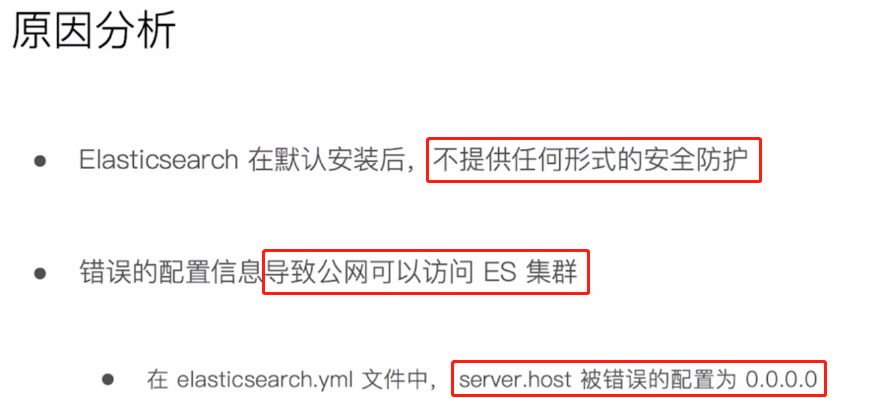 原因分析
Elasticsearch 在默认安装后，不提供任何形式的安全防护
错误的配置信息导致公网可以访问 ES 集群
在 elasticsearch.yml 文件中，server.host 被错误的配置为 0.0.0.0